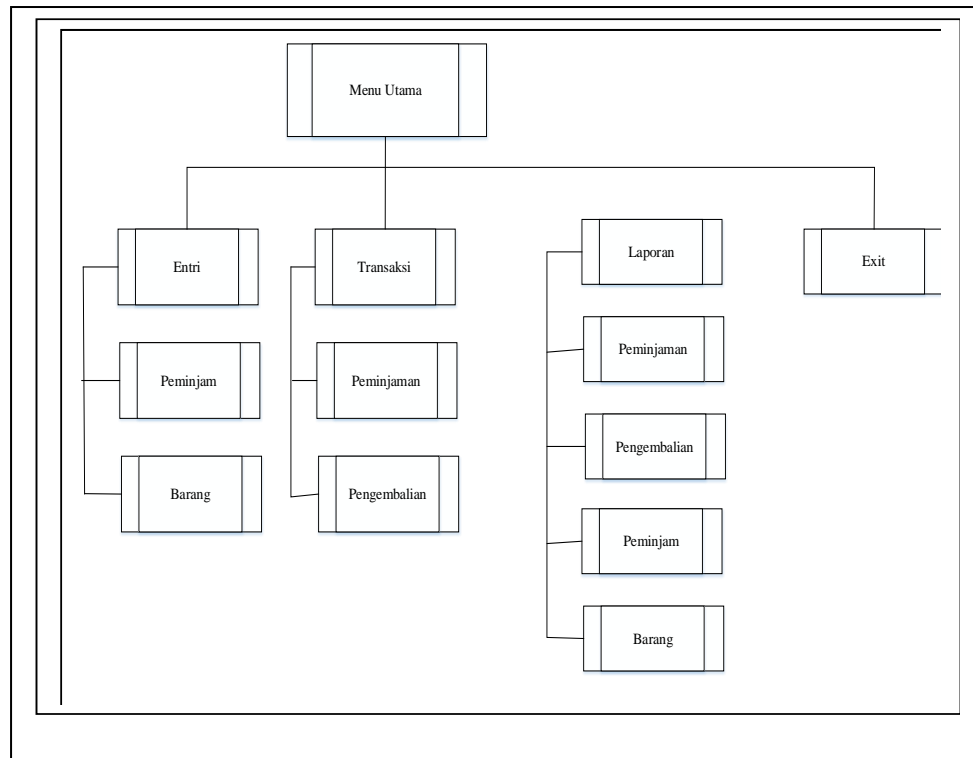 Menu Utama
Entri
Transaksi
Laporan
Exit
Peminjam
Peminjaman
Peminjaman
Barang
Pengembalian
Pengembalian
Peminjam
Barang